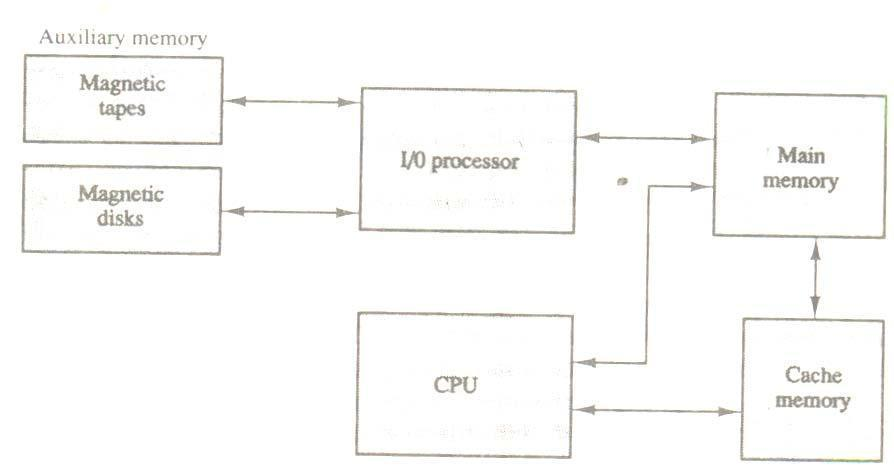 Auxiliary memory
Magnetic
tapes
Magnetic
disks
I/0 processor
Main
memory
CPU
Cache
memory